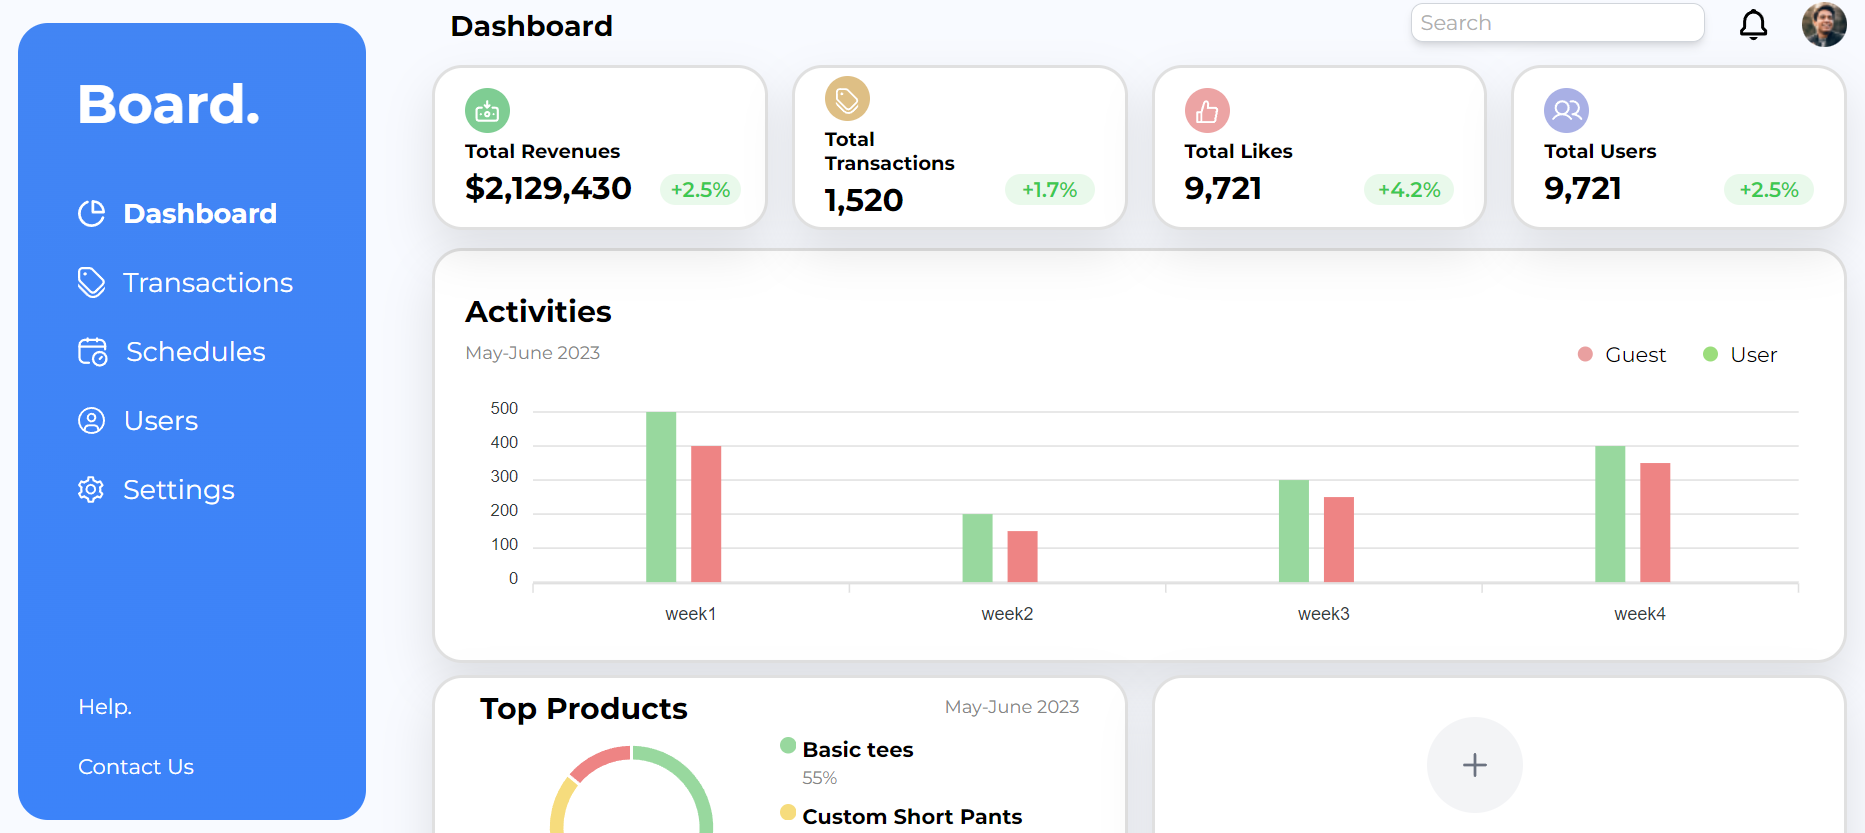 Board.
Dashboard
Transactions
Schedules
Users
Settings
Help.
Contact Us
Dashboard
Search
Total Revenues
$2,129,430
+2.5%
Total
Transactions
1,520
+1.7%
Total Likes
9,721
+4.2%
Total Users
9,721
+2.5%
Activities
May-June 2023
Guest
User
500
400
300
200
100
0
week1
week2
week3
week4
Top Products
May-June 2023
Basic tees
55%
Custom Short Pants